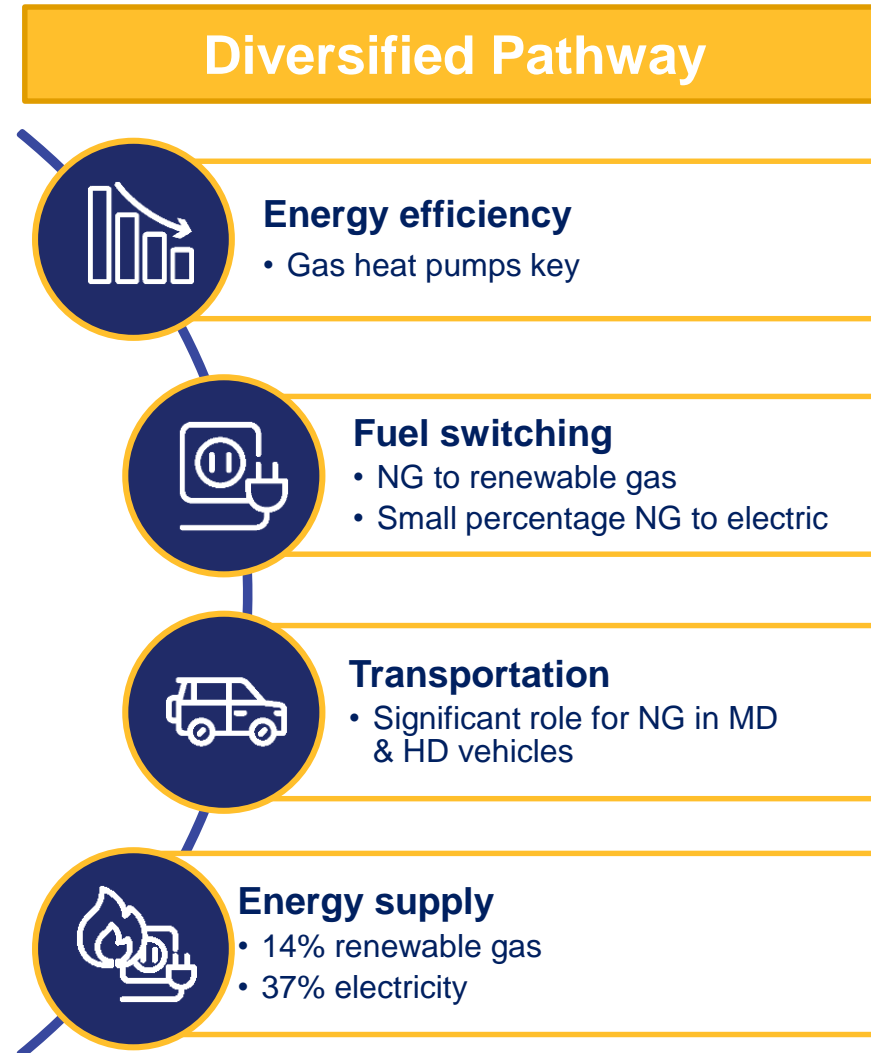 Diversified Pathway
Energy efficiency
• Gas heat pumps key
Fuel switching
• NG to renewable gas
• Small percentage NG to electric
Transportation
• Significant role for NG in MD
& HD vehicles
Energy supply
• 14% renewable gas
• 37% electricity